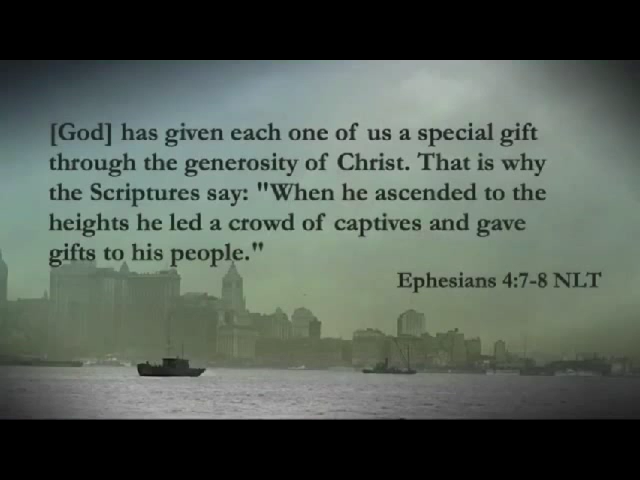 [God] has given each one of us a special gift
through the generosity of Christ. That is why
the Scriptures say: "When he ascended to the
heights he led a crowd of captives and gave
gifts to his people."
Ephesians 4:7-8 NLT